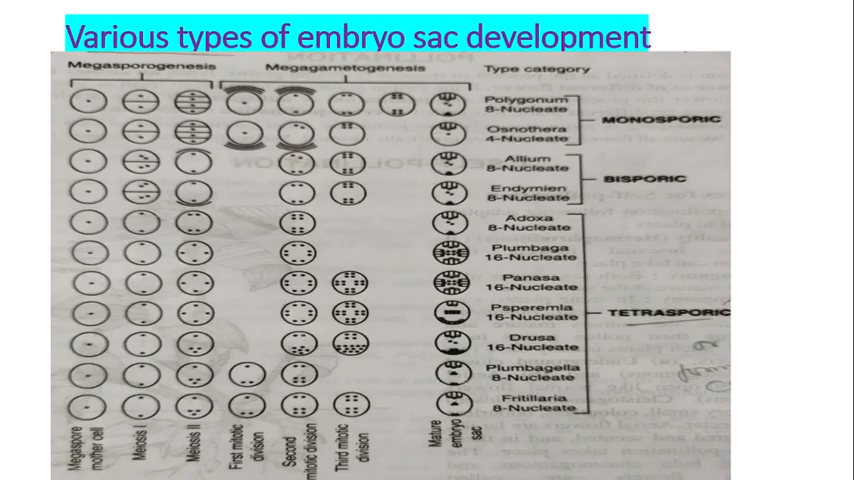 Various types of embryo sac development
Megasporogenesis
Megagametogenesis
Type category
Polygonum
8-Nucleate
Osnothera
4-Nucleate
MONOSPORIC
Allium
8-Nucleate
Endymien
8-Nucleate
BISPORIC
Adoxa
8-Nucleate
Plumbaga
16-Nucleate
Panasa
16-Nucleate
Psperemla
16-Nucleate
Drusa
16-Nucleate
Plumbagella
8-Nucleate
Fritillaria
8-Nucleate
TETRASPORIC
Megaspore
mother cell
Meiosis I
Meiosis II
First mitotic
division
Second
mitotic division
Third mitotic
division
Mature
embryo
sac